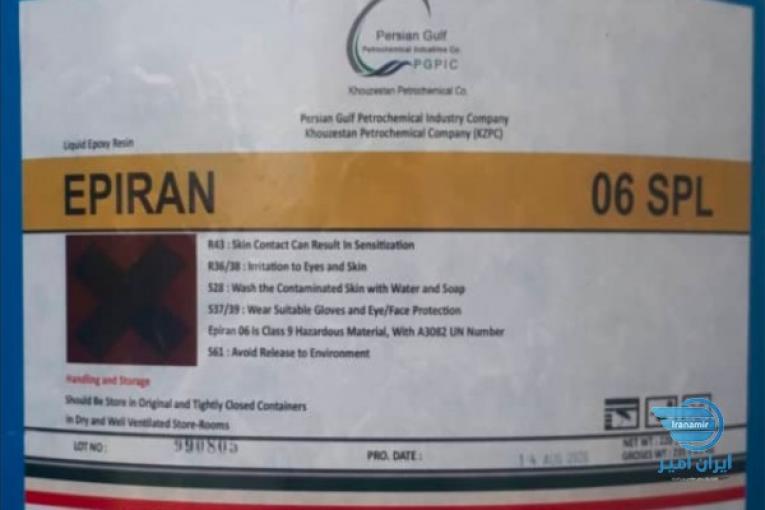 Persian Gulf
Petrochemical Industries Co.
PGPIC
Khouzestan Petrochemical Co.
Persian Gulf Petrochemical Industry Company
Khouzestan Petrochemical Company (KZPC)
Liquid Epoxy Resin
EPIRAN 06 SPL
R43 : Skin Contact Can Result In Sensitization
R36/38 : Irritation to Eyes and Skin
S28 : Wash the Contaminated Skin with Water and Soap
S37/39 : Wear Suitable Gloves and Eye/Face Protection
Epiran 06 is Class 9 Hazardous Material, With A3082 UN Number
S61 : Avoid Release to Environment
Handling and Storage
Should Be Store in Original and Tightly Closed Containers
in Dry and Well Ventilated Store-Rooms
LOT NO : 990805
PRO. DATE : 14 AUG 2020
NET WT :
GROSES WT :
Iranamir
ایران امیر